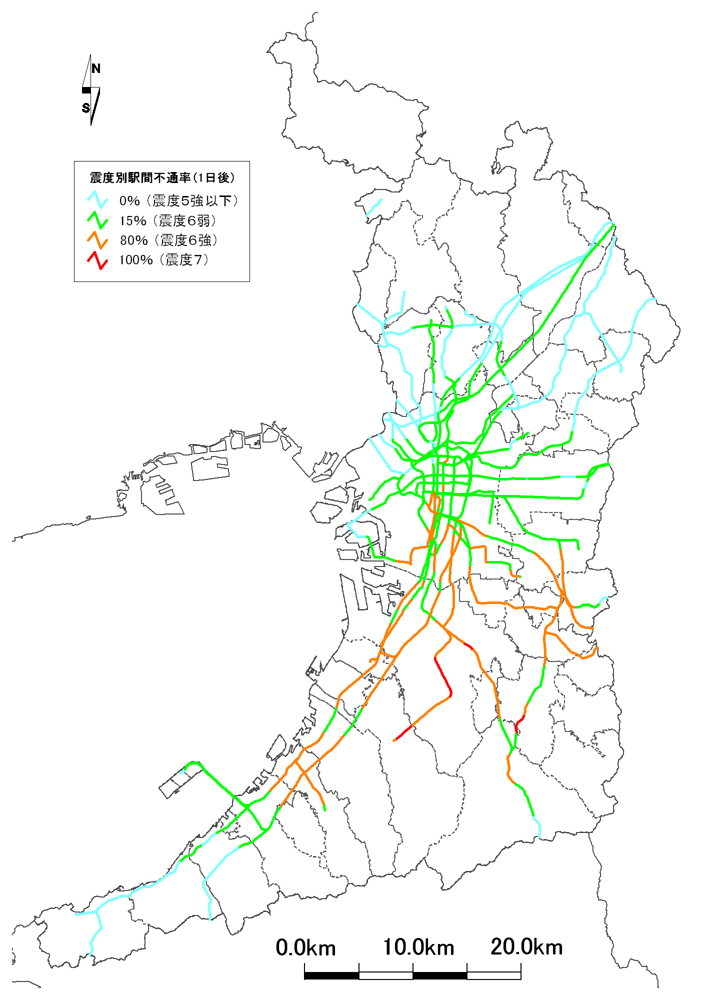 N
S
震度別駅間不通率(1日後)
0% (震度5強以下)
15% (震度6弱)
80% (震度6強)
100% (震度7)
0.0km 10.0km 20.0km